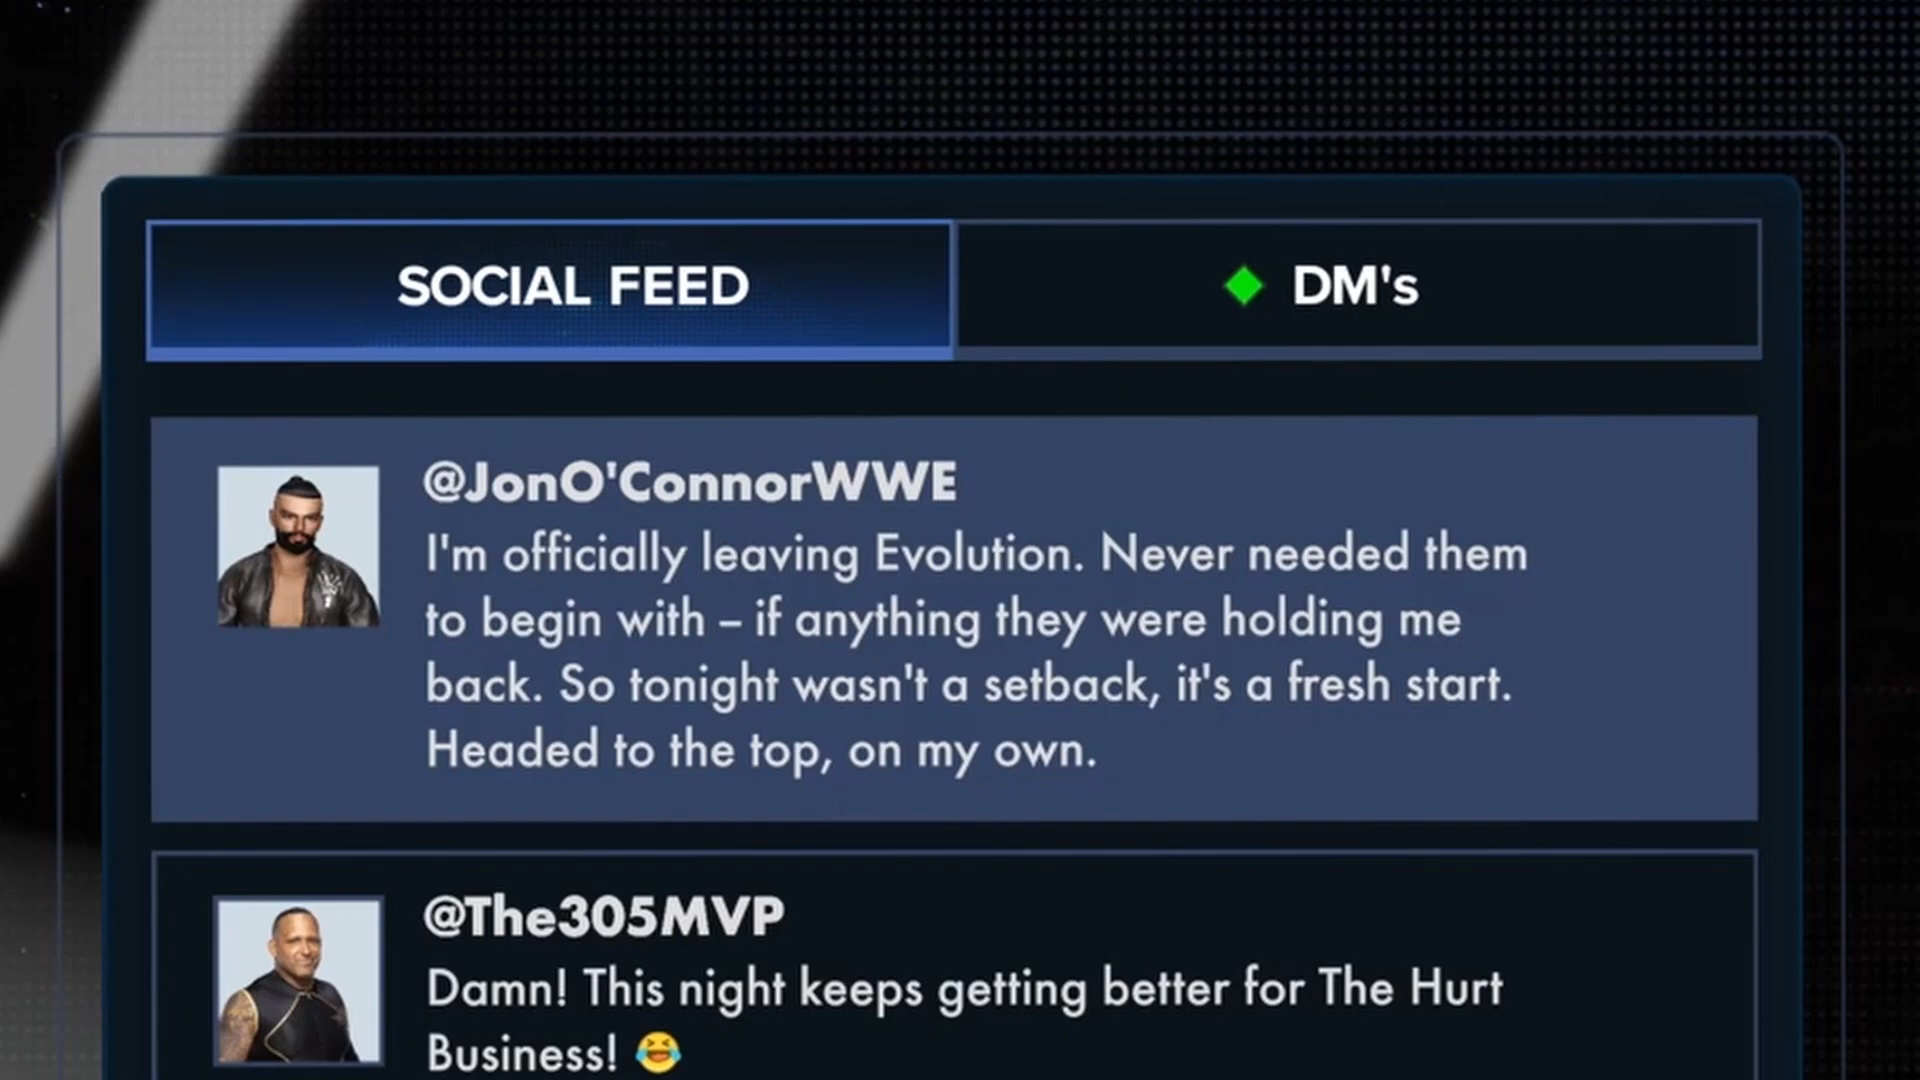 SOCIAL FEED
DM's
@JonO'ConnorWWE
I'm officially leaving Evolution. Never needed them
to begin with – if anything they were holding me
back. So tonight wasn't a setback, it's a fresh start.
Headed to the top, on my own.
@The305MVP
Damn! This night keeps getting better for The Hurt
Business! 😂